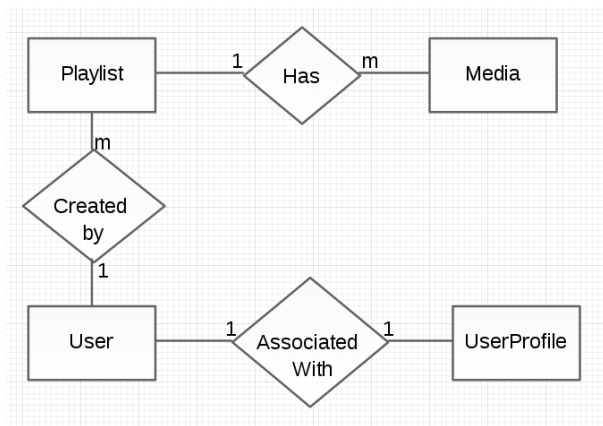 Playlist
1
Has
m
Media
m
Created
by
1
User
1
Associated
With
1
UserProfile